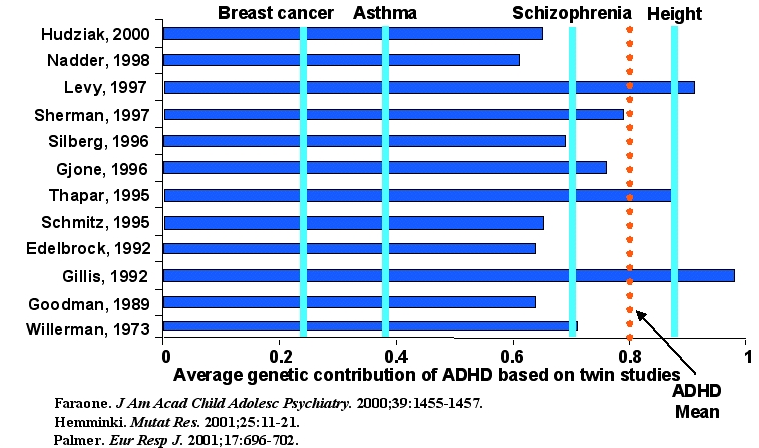 Breast cancer Asthma Schizophrenia Height
Hudziak, 2000
Nadder, 1998
Levy, 1997
Sherman, 1997
Silberg, 1996
Gjone, 1996
Thapar, 1995
Schmitz, 1995
Edelbrock, 1992
Gillis, 1992
Goodman, 1989
Willerman, 1973
0 0.2 0.4 0.6 0.8 1
Average genetic contribution of ADHD based on twin studies
ADHD
Mean
Faraone. J Am Acad Child Adolesc Psychiatry. 2000;39:1455-1457.
Hemminki. Mutat Res. 2001;25:11-21.
Palmer. Eur Resp J. 2001;17:696-702.